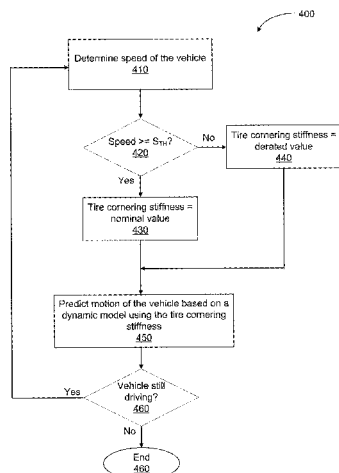 400
Determine speed of the vehicle
410
Speed >= STH?
420
No
Tire cornering stiffness =
derated value
440
Yes
Tire cornering stiffness =
nominal value
430
Predict motion of the vehicle based on a
dynamic model using the tire cornering
stiffness
450
Yes
Vehicle still
driving?
460
No
End
460